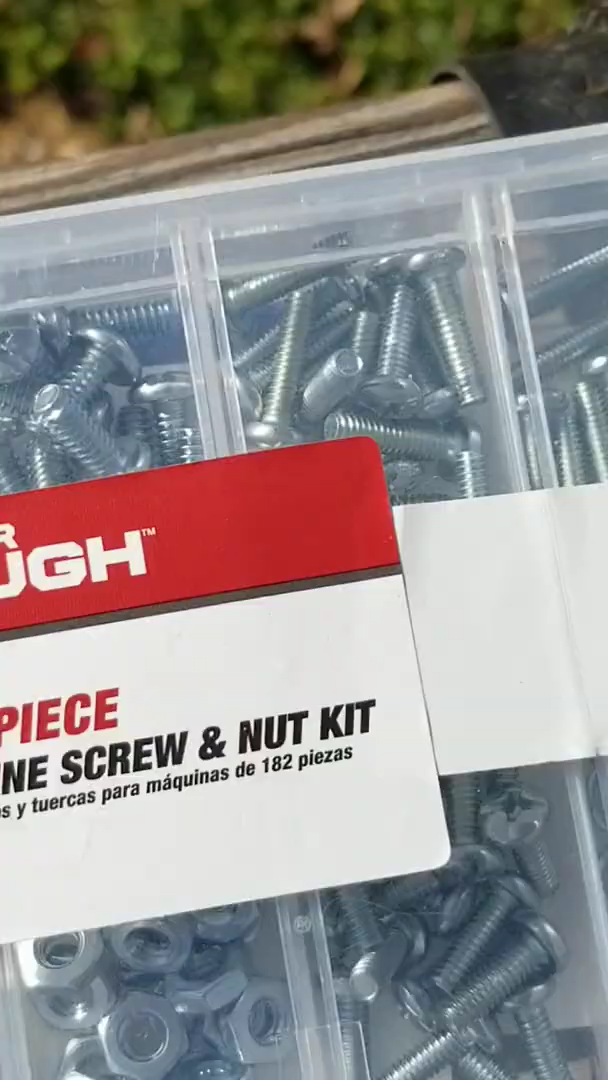 R
UGH™
PIECE
NE SCREW & NUT KIT
s y tuercas para máquinas de 182 piezas